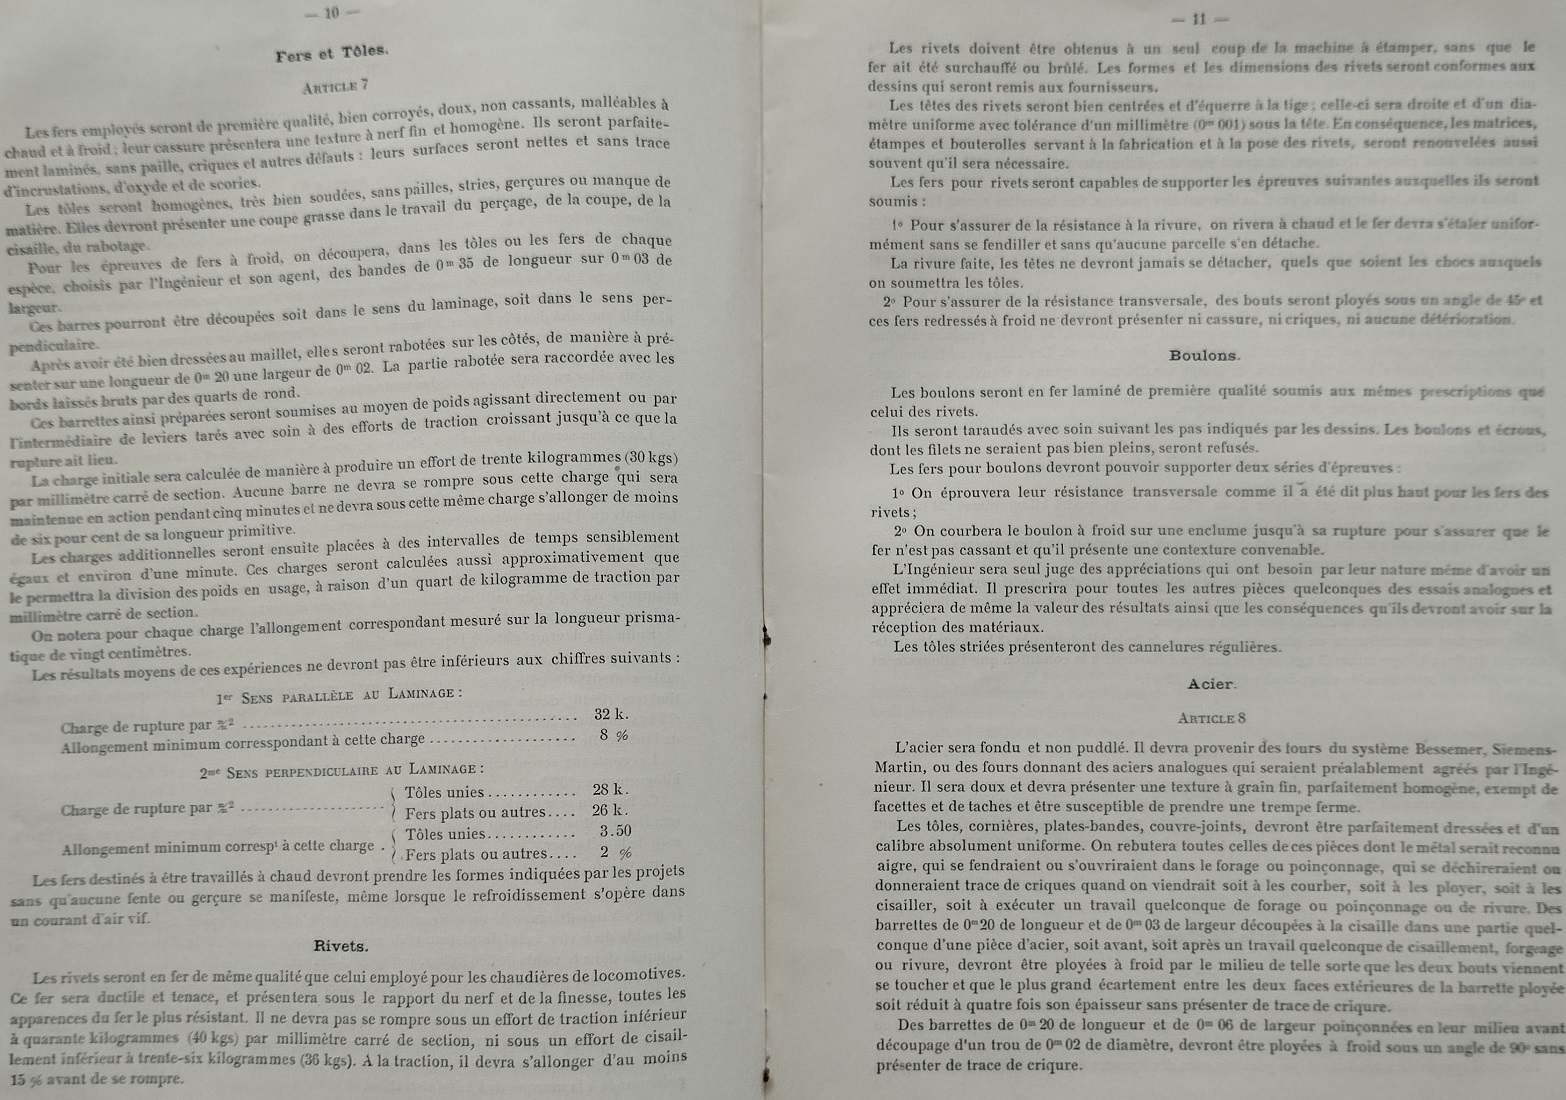 — 10 —
Fers et Tôles.
ARTICLE 7
Les fers employés seront de première qualité, bien corroyés, doux, non cassants, malléables à
chaud et à froid ; leur cassure présentera une texture à nerf fin et homogène. Ils seront parfaite-
ment laminés, sans paille, criques et autres défauts : leurs surfaces seront nettes et sans trace
d'incrustations, d'oxyde et de scories.
Les tôles seront homogènes, très bien soudées, sans pailles, stries, gerçures ou manque de
matière. Elles devront présenter une coupe grasse dans le travail du perçage, de la coupe, de la
cisaille, du rabotage.
Pour les épreuves de fers à froid, on découpera, dans les tôles ou les fers de chaque
espèce, choisis par l'Ingénieur et son agent, des bandes de 0m 35 de longueur sur 0m 03 de
largeur.
Ces barres pourront être découpées soit dans le sens du laminage, soit dans le sens per-
pendiculaire.
Après avoir été bien dressées au maillet, elles seront rabotées sur les côtés, de manière à pré-
senter sur une longueur de 0m 20 une largeur de 0m 02. La partie rabotée sera raccordée avec les
bords laissés bruts par des quarts de rond.
Ces barrettes ainsi préparées seront soumises au moyen de poids agissant directement ou par
l'intermédiaire de leviers tarés avec soin à des efforts de traction croissant jusqu'à ce que la
rupture ait lieu.
La charge initiale sera calculée de manière à produire un effort de trente kilogrammes (30 kgs)
par millimètre carré de section. Aucune barre ne devra se rompre sous cette charge qui sera
maintenue en action pendant cinq minutes et ne devra sous cette même charge s'allonger de moins
de six pour cent de sa longueur primitive.
Les charges additionnelles seront ensuite placées à des intervalles de temps sensiblement
égaux et environ d'une minute. Ces charges seront calculées aussi approximativement que
le permettra la division des poids en usage, à raison d'un quart de kilogramme de traction par
millimètre carré de section.
On notera pour chaque charge l'allongement correspondant mesuré sur la longueur prisma-
tique de vingt centimètres.
Les résultats moyens de ces expériences ne devront pas être inférieurs aux chiffres suivants :
1er SENS PARALLÈLE AU LAMINAGE :
Charge de rupture par m/m2 ........ 32 k.
Allongement minimum corresspondant à cette charge ........ 8 %
2me SENS PERPENDICULAIRE AU LAMINAGE :
Charge de rupture par m/m2 ........ { Tôles unies ........ 28 k.
Fers plats ou autres.... 26 k.
Allongement minimum correspt à cette charge . { Tôles unies........ 3.50
Fers plats ou autres.... 2 %
Les fers destinés à être travaillés à chaud devront prendre les formes indiquées par les projets
sans qu'aucune fente ou gerçure se manifeste, même lorsque le refroidissement s'opère dans
un courant d'air vif.
Rivets.
Les rivets seront en fer de même qualité que celui employé pour les chaudières de locomotives.
Ce fer sera ductile et tenace, et présentera sous le rapport du nerf et de la finesse, toutes les
apparences du fer le plus résistant. Il ne devra pas se rompre sous un effort de traction inférieur
à quarante kilogrammes (40 kgs) par millimètre carré de section, ni sous un effort de cisail-
lement inférieur à trente-six kilogrammes (36 kgs). A la traction, il devra s'allonger d'au moins
15 % avant de se rompre.
— 11 —
Les rivets doivent être obtenus à un seul coup de la machine à étamper, sans que le
fer ait été surchauffé ou brûlé. Les formes et les dimensions des rivets seront conformes aux
dessins qui seront remis aux fournisseurs.
Les têtes des rivets seront bien centrées et d'équerre à la tige ; celle-ci sera droite et d'un dia-
mètre uniforme avec tolérance d'un millimètre (0m 001) sous la tête. En conséquence, les matrices,
étampes et bouterolles servant à la fabrication et à la pose des rivets, seront renouvelées aussi
souvent qu'il sera nécessaire.
Les fers pour rivets seront capables de supporter les épreuves suivantes auxquelles ils seront
soumis :
1o Pour s'assurer de la résistance à la rivure, on rivera à chaud et le fer devra s'étaler unifor-
mément sans se fendiller et sans qu'aucune parcelle s'en détache.
La rivure faite, les têtes ne devront jamais se détacher, quels que soient les chocs auxquels
on soumettra les tôles.
2o Pour s'assurer de la résistance transversale, des bouts seront ployés sous un angle de 45o et
ces fers redressés à froid ne devront présenter ni cassure, ni criques, ni aucune détérioration.
Boulons.
Les boulons seront en fer laminé de première qualité soumis aux mêmes prescriptions que
celui des rivets.
Ils seront taraudés avec soin suivant les pas indiqués par les dessins. Les boulons et écrous,
dont les filets ne seraient pas bien pleins, seront refusés.
Les fers pour boulons devront pouvoir supporter deux séries d'épreuves :
1o On éprouvera leur résistance transversale comme il a été dit plus haut pour les fers des
rivets ;
2o On courbera le boulon à froid sur une enclume jusqu'à sa rupture pour s'assurer que le
fer n'est pas cassant et qu'il présente une contexture convenable.
L'Ingénieur sera seul juge des appréciations qui ont besoin par leur nature même d'avoir un
effet immédiat. Il prescrira pour toutes les autres pièces quelconques des essais analogues et
appréciera de même la valeur des résultats ainsi que les conséquences qu'ils devront avoir sur la
réception des matériaux.
Les tôles striées présenteront des cannelures régulières.
Acier.
ARTICLE 8
L'acier sera fondu et non puddlé. Il devra provenir des fours du système Bessemer, Siemens-
Martin, ou des fours donnant des aciers analogues qui seraient préalablement agréés par l'Ingé-
nieur. Il sera doux et devra présenter une texture à grain fin, parfaitement homogène, exempt de
facettes et de taches et être susceptible de prendre une trempe ferme.
Les tôles, cornières, plates-bandes, couvre-joints, devront être parfaitement dressées et d'un
calibre absolument uniforme. On rebutera toutes celles de ces pièces dont le métal serait reconnu
aigre, qui se fendraient ou s'ouvriraient dans le forage ou poinçonnage, qui se déchireraient ou
donneraient trace de criques quand on viendrait soit à les courber, soit à les ployer, soit à les
cisailler, soit à exécuter un travail quelconque de forage ou poinçonnage ou de rivure. Des
barrettes de 0m20 de longueur et de 0m 03 de largeur découpées à la cisaille dans une partie quel-
conque d'une pièce d'acier, soit avant, soit après un travail quelconque de cisaillement, forgeage
ou rivure, devront être ployées à froid par le milieu de telle sorte que les deux bouts viennent
se toucher et que le plus grand écartement entre les deux faces extérieures de la barrette ployée
soit réduit à quatre fois son épaisseur sans présenter de trace de criqure.
Des barrettes de 0m 20 de longueur et de 0m 06 de largeur poinçonnées en leur milieu avant
découpage d'un trou de 0m 02 de diamètre, devront être ployées à froid sous un angle de 90o sans
présenter de trace de criqure.